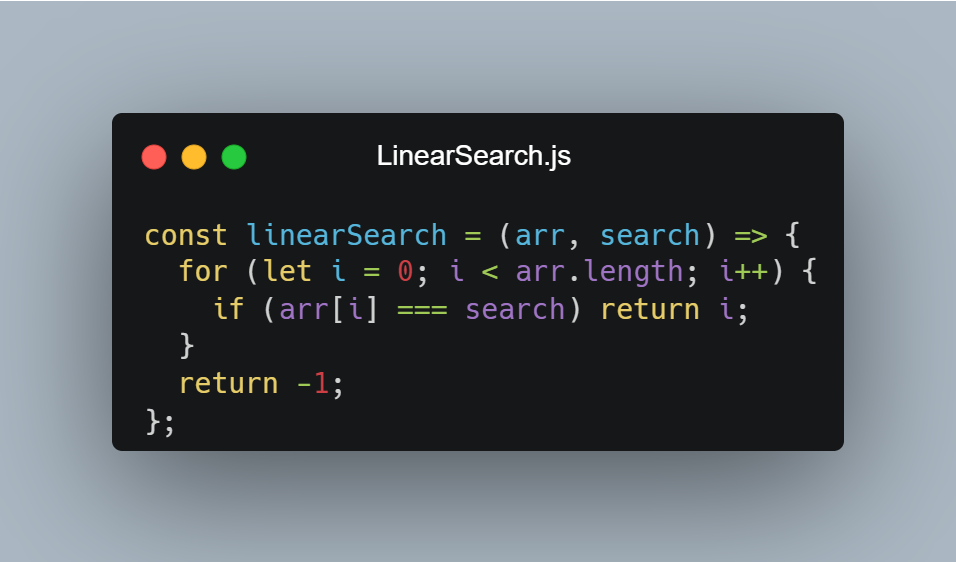 LinearSearch.js
const linearSearch = (arr, search) => {
  for (let i = 0; i < arr.length; i++) {
    if (arr[i] === search) return i;
  }
  return -1;
};